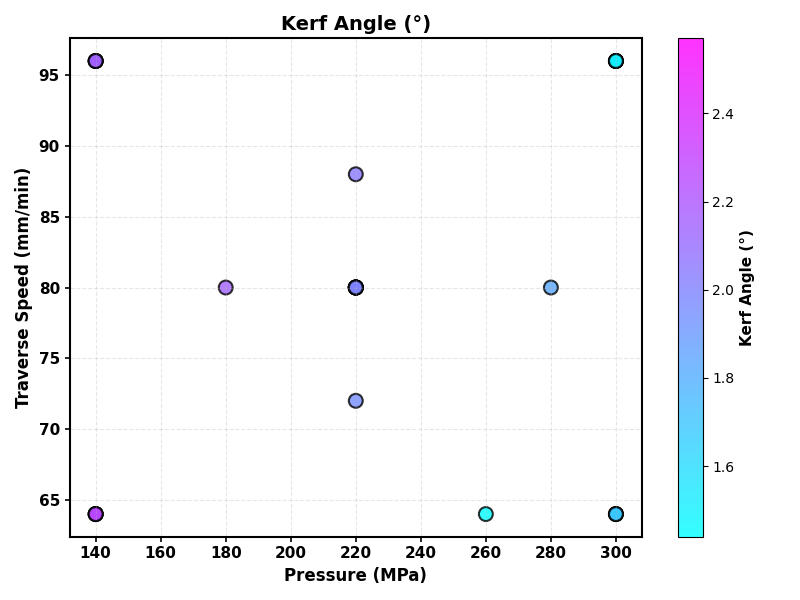 Kerf Angle (°)
Traverse Speed (mm/min)
95
90
85
80
75
70
65
140 160 180 200 220 240 260 280 300
Pressure (MPa)
2.4
2.2
2.0
1.8
1.6
Kerf Angle (°)